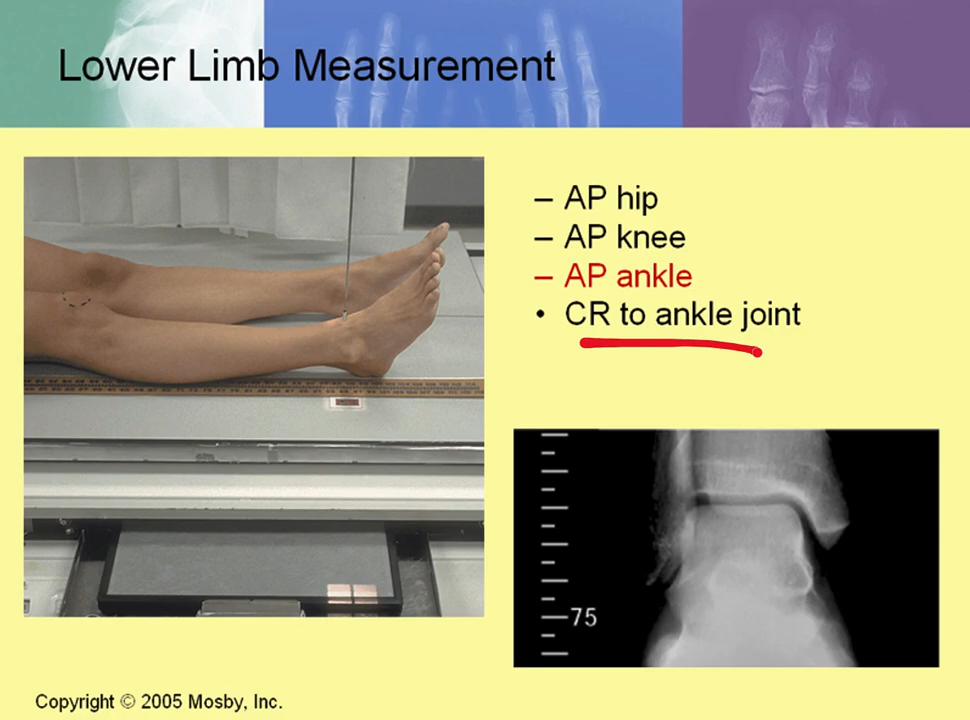 Lower Limb Measurement
– AP hip
– AP knee
– AP ankle
• CR to ankle joint
75
Copyright © 2005 Mosby, Inc.